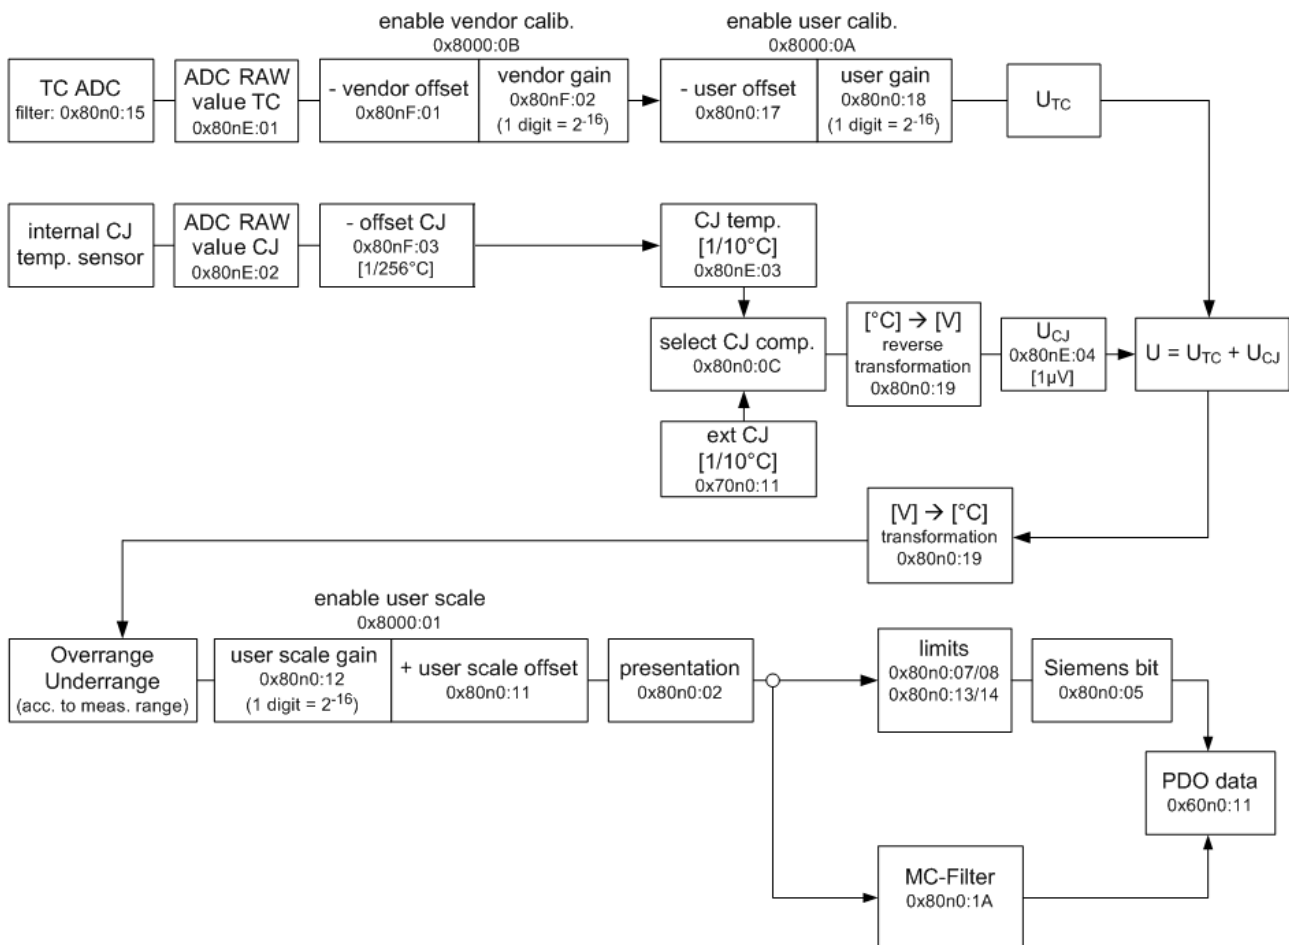 enable vendor calib.
0x8000:0B
enable user calib.
0x8000:0A
TC ADC
filter: 0x80n0:15
ADC RAW
value TC
0x80nE:01
- vendor offset
0x80nF:01
vendor gain
0x80nF:02
(1 digit = 2⁻¹⁶)
- user offset
0x80n0:17
user gain
0x80n0:18
(1 digit = 2⁻¹⁶)
U_TC
internal CJ
temp. sensor
ADC RAW
value CJ
0x80nE:02
- offset CJ
0x80nF:03
[1/256°C]
CJ temp.
[1/10°C]
0x80nE:03
select CJ comp.
0x80n0:0C
[°C] → [V]
reverse
transformation
0x80n0:19
U_CJ
0x80nE:04
[1µV]
U = U_TC + U_CJ
ext CJ
[1/10°C]
0x70n0:11
[V] → [°C]
transformation
0x80n0:19
enable user scale
0x8000:01
Overrange
Underrange
(acc. to meas. range)
user scale gain
0x80n0:12
(1 digit = 2⁻¹⁶)
+ user scale offset
0x80n0:11
presentation
0x80n0:02
limits
0x80n0:07/08
0x80n0:13/14
Siemens bit
0x80n0:05
PDO data
0x60n0:11
MC-Filter
0x80n0:1A